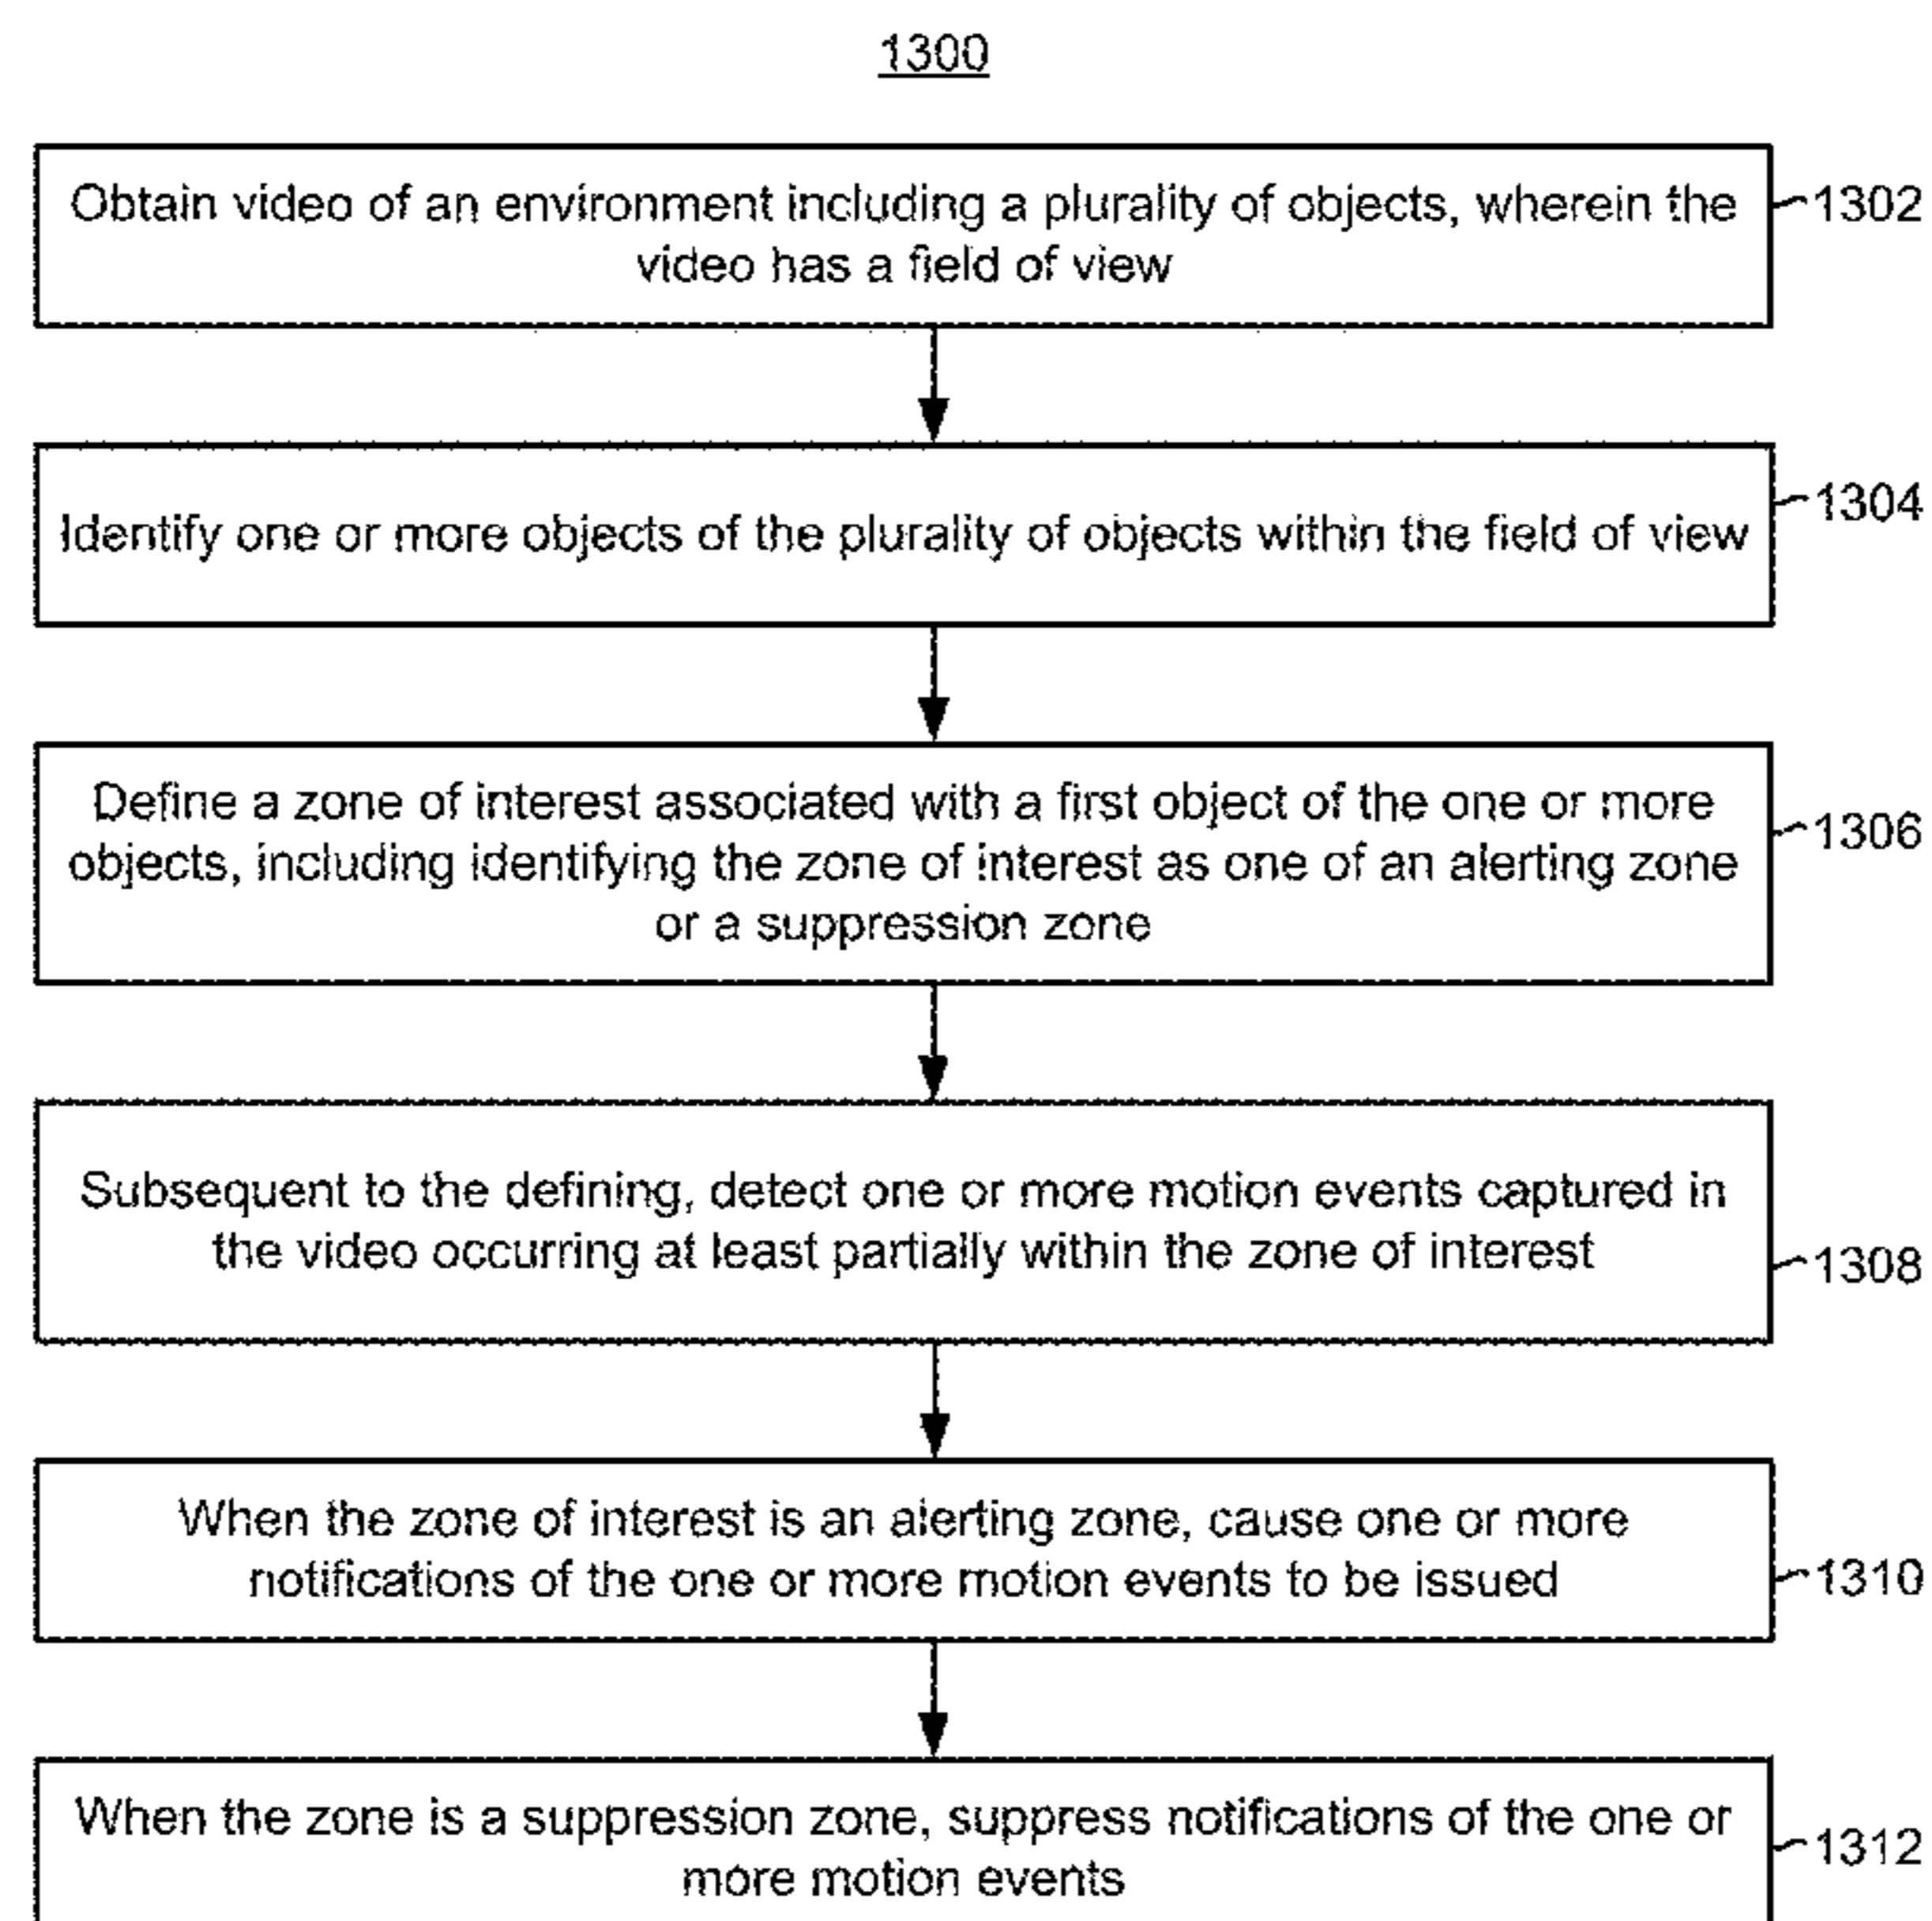 1300
Obtain video of an environment including a plurality of objects, wherein the
video has a field of view
1302
Identify one or more objects of the plurality of objects within the field of view
1304
Define a zone of interest associated with a first object of the one or more
objects, including identifying the zone of interest as one of an alerting zone
or a suppression zone
1306
Subsequent to the defining, detect one or more motion events captured in
the video occurring at least partially within the zone of interest
1308
When the zone of interest is an alerting zone, cause one or more
notifications of the one or more motion events to be issued
1310
When the zone is a suppression zone, suppress notifications of the one or
more motion events
1312